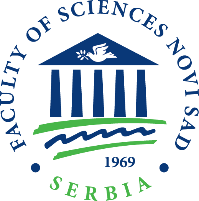 FACULTY OF SCIENCES NOVI SAD
1969
SERBIA